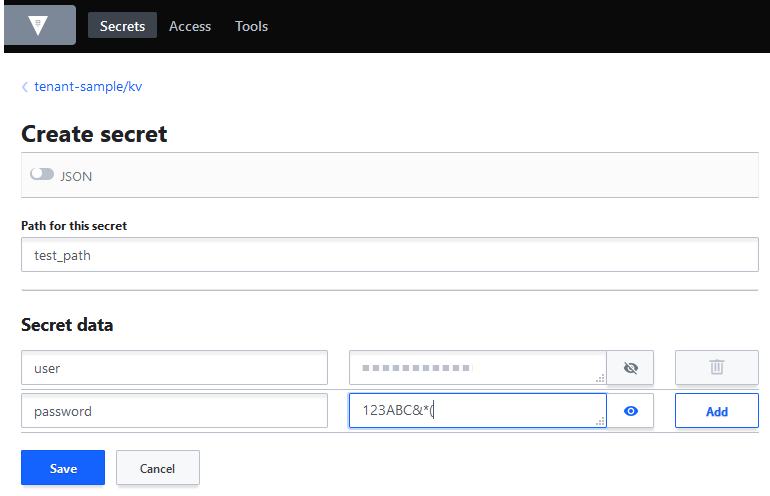 Secrets Access Tools
tenant-sample/kv
Create secret
JSON
Path for this secret
test_path
Secret data
user
password 123ABC&*( Add
Save Cancel